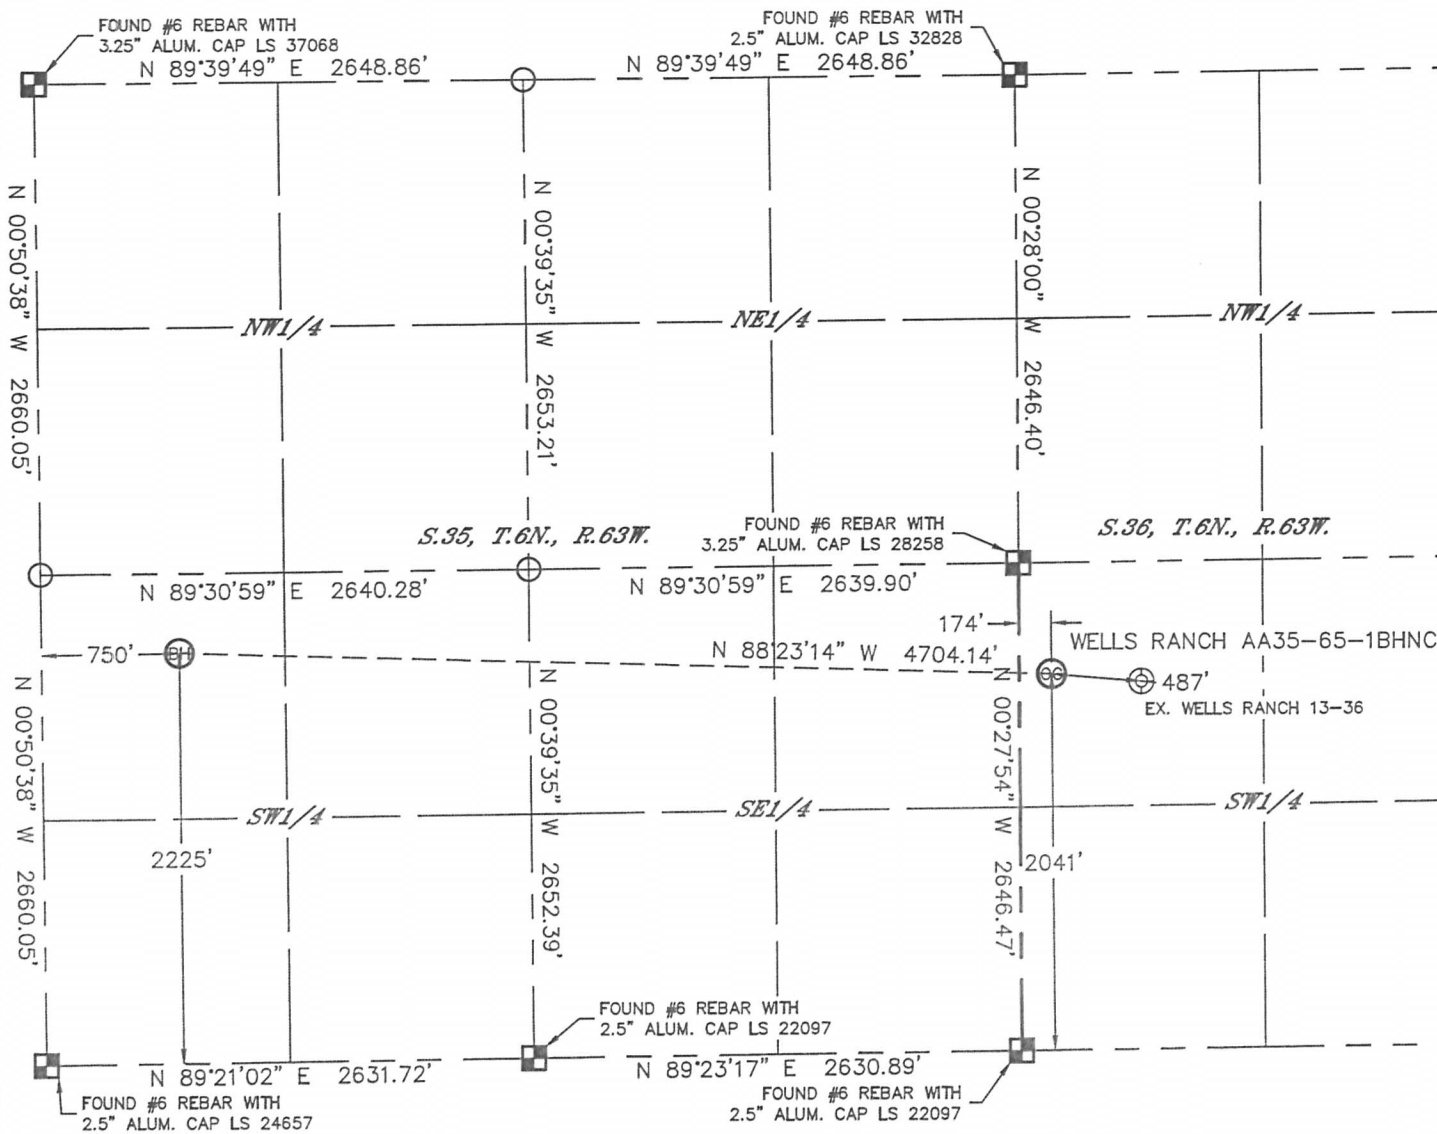 FOUND #6 REBAR WITH
3.25" ALUM. CAP LS 37068
N 89°39'49" E 2648.86'
FOUND #6 REBAR WITH
2.5" ALUM. CAP LS 32828
N 89°39'49" E 2648.86'
N 00°50'38" W 2660.05'
N 00°39'35" W 2653.21'
N 00°28'00" W 2646.40'
NW1/4
NE1/4
NW1/4
S.35, T.6N., R.63W.
FOUND #6 REBAR WITH
3.25" ALUM. CAP LS 28258
S.36, T.6N., R.63W.
N 89°30'59" E 2640.28'
N 89°30'59" E 2639.90'
174'
WELLS RANCH AA35-65-1BHNC
750'
BH
N 88°23'14" W 4704.14'
OG
487'
EX. WELLS RANCH 13-36
N 00°50'38" W 2660.05'
N 00°39'35" W 2652.39'
N 00°27'54" W 2646.47'
SW1/4
SE1/4
SW1/4
2225'
2041'
FOUND #6 REBAR WITH
2.5" ALUM. CAP LS 22097
N 89°21'02" E 2631.72'
N 89°23'17" E 2630.89'
FOUND #6 REBAR WITH
2.5" ALUM. CAP LS 24657
FOUND #6 REBAR WITH
2.5" ALUM. CAP LS 22097